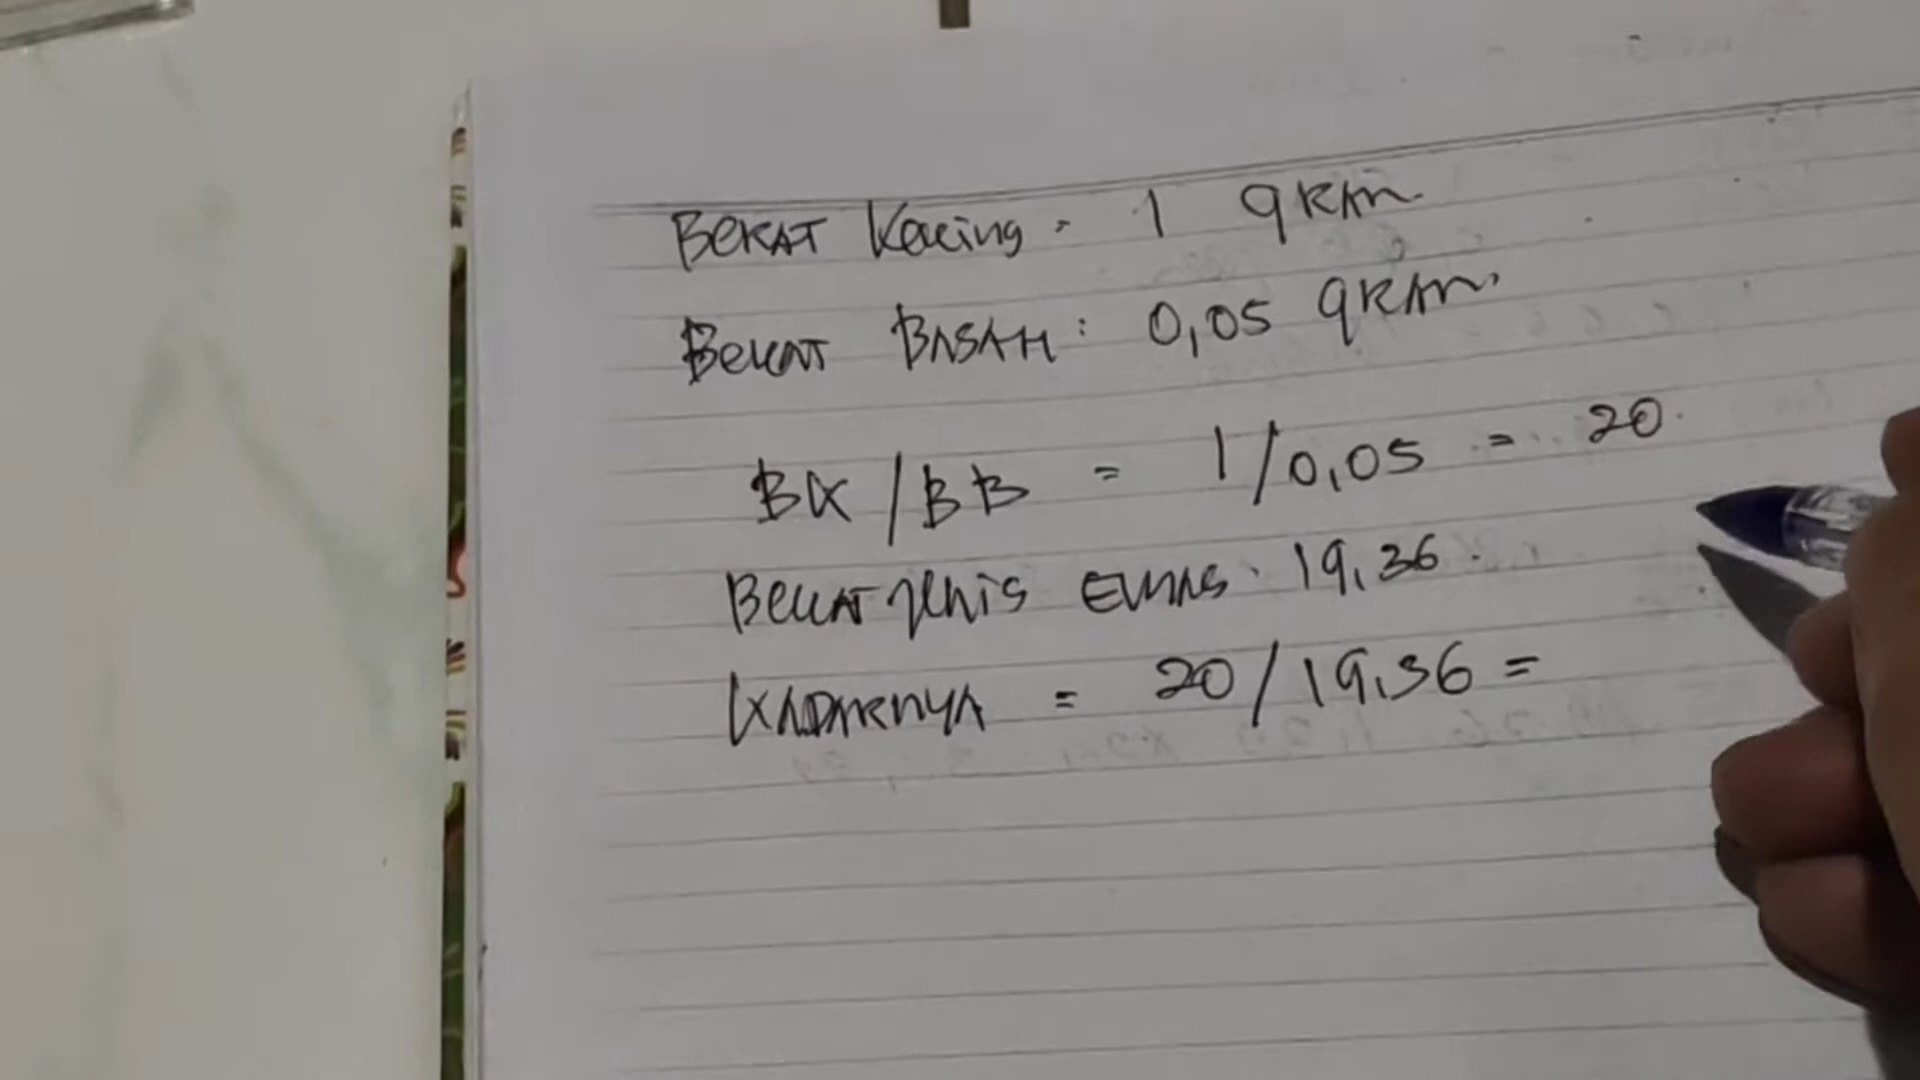 BERAT Kering : 1 gRAm.
BERAT BASAH : 0,05 gRAm.
BK / BB = 1/0,05 = 20.
BERAT Jenis EMAS : 19,36.
KADARnyA = 20/19,36 =